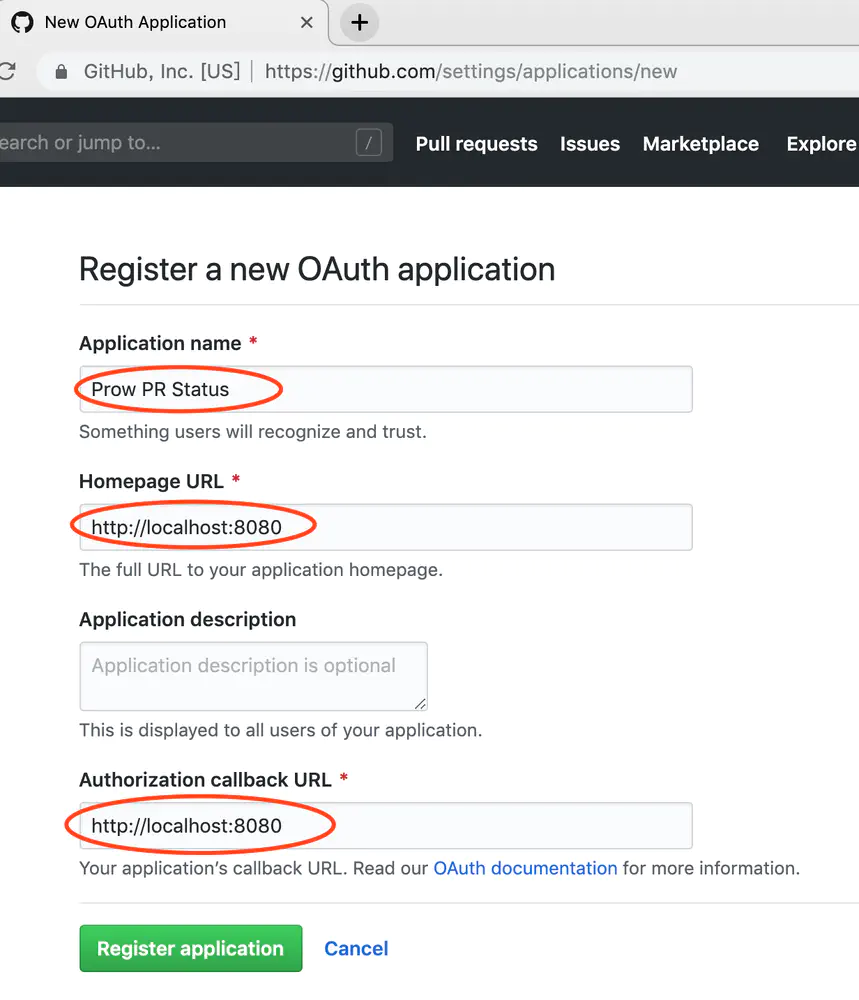 New OAuth Application
GitHub, Inc. [US] | https://github.com/settings/applications/new
earch or jump to... / Pull requests Issues Marketplace Explore
Register a new OAuth application
Application name *
Prow PR Status
Something users will recognize and trust.
Homepage URL *
http://localhost:8080
The full URL to your application homepage.
Application description
Application description is optional
This is displayed to all users of your application.
Authorization callback URL *
http://localhost:8080
Your application’s callback URL. Read our OAuth documentation for more information.
Register application Cancel